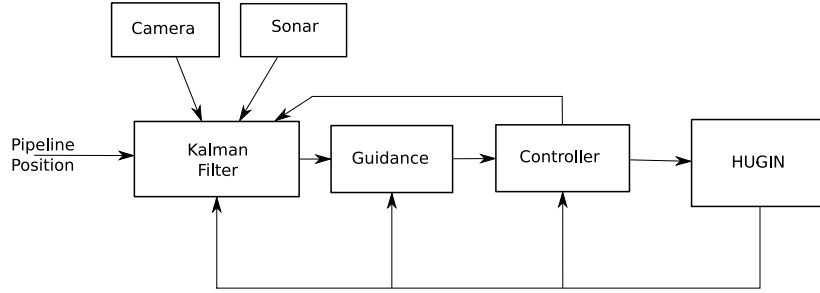 Camera
Sonar
Pipeline
Position
Kalman
Filter
Guidance
Controller
HUGIN